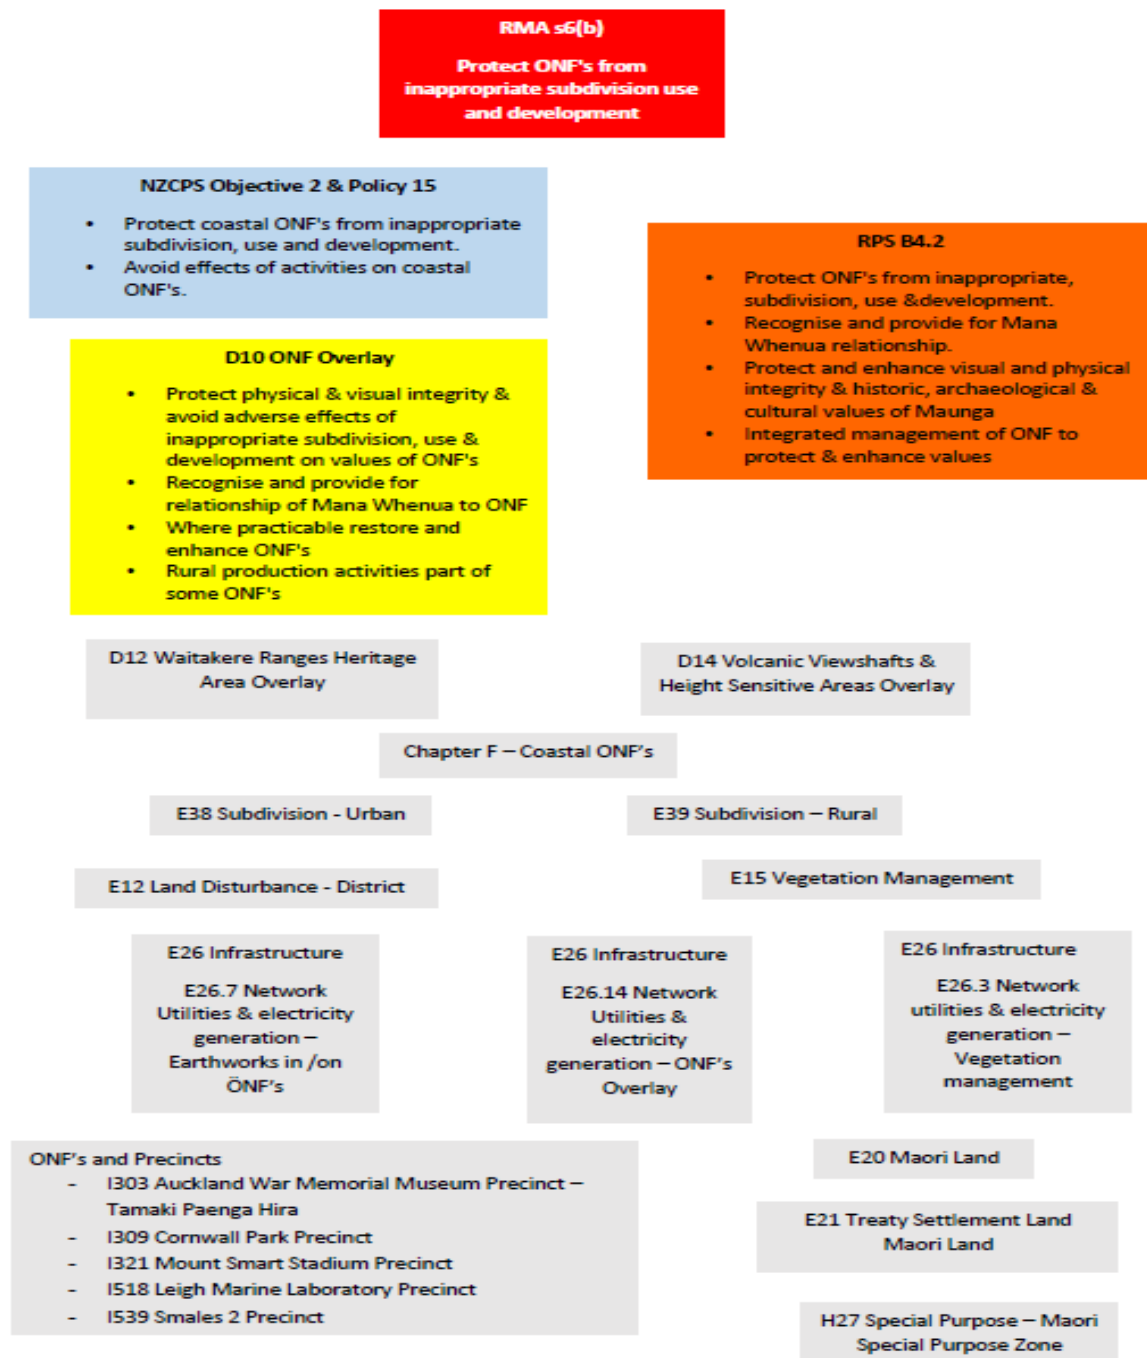 RMA s6(b)
Protect ONF's from
inappropriate subdivision use
and development
NZCPS Objective 2 & Policy 15
• Protect coastal ONF's from inappropriate
subdivision, use and development.
• Avoid effects of activities on coastal
ONF's.
RPS B4.2
• Protect ONF's from inappropriate,
subdivision, use &development.
• Recognise and provide for Mana
Whenua relationship.
• Protect and enhance visual and physical
integrity & historic, archaeological &
cultural values of Maunga
• Integrated management of ONF to
protect & enhance values
D10 ONF Overlay
• Protect physical & visual integrity &
avoid adverse effects of
inappropriate subdivision, use &
development on values of ONF's
• Recognise and provide for
relationship of Mana Whenua to ONF
• Where practicable restore and
enhance ONF's
• Rural production activities part of
some ONF's
D12 Waitakere Ranges Heritage
Area Overlay
D14 Volcanic Viewshafts &
Height Sensitive Areas Overlay
Chapter F – Coastal ONF's
E38 Subdivision - Urban
E39 Subdivision – Rural
E12 Land Disturbance - District
E15 Vegetation Management
E26 Infrastructure
E26.7 Network
Utilities & electricity
generation –
Earthworks in /on
ÖNF's
E26 Infrastructure
E26.14 Network
Utilities &
electricity
generation – ONF's
Overlay
E26 Infrastructure
E26.3 Network
utilities & electricity
generation –
Vegetation
management
ONF's and Precincts
- I303 Auckland War Memorial Museum Precinct –
Tamaki Paenga Hira
- I309 Cornwall Park Precinct
- I321 Mount Smart Stadium Precinct
- I518 Leigh Marine Laboratory Precinct
- I539 Smales 2 Precinct
E20 Maori Land
E21 Treaty Settlement Land
Maori Land
H27 Special Purpose – Maori
Special Purpose Zone